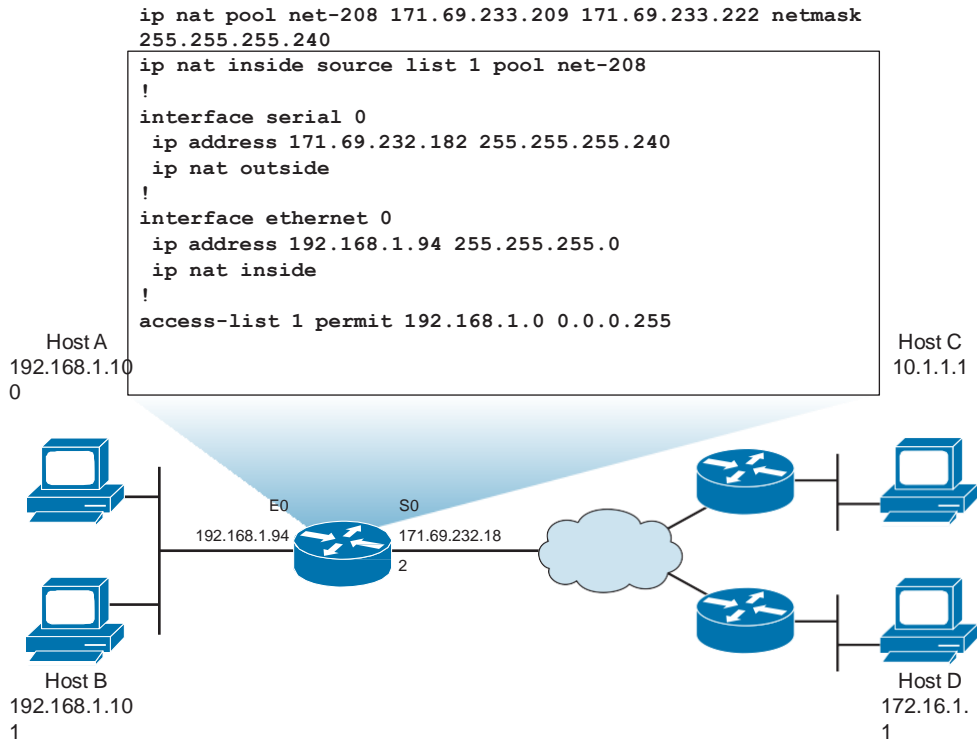 ip nat pool net-208 171.69.233.209 171.69.233.222 netmask
255.255.255.240
ip nat inside source list 1 pool net-208
!
interface serial 0
ip address 171.69.232.182 255.255.255.240
ip nat outside
!
interface ethernet 0
ip address 192.168.1.94 255.255.255.0
ip nat inside
!
access-list 1 permit 192.168.1.0 0.0.0.255
Host A
192.168.1.10
0
Host C
10.1.1.1
E0
S0
192.168.1.94
171.69.232.18
2
Host B
192.168.1.10
1
Host D
172.16.1.
1